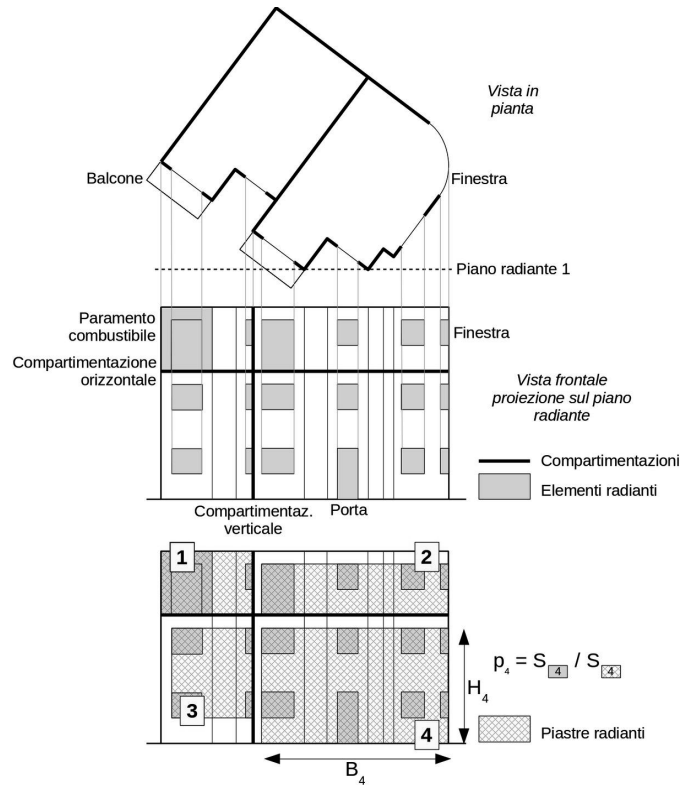 Vista in
pianta
Balcone
Finestra
Piano radiante 1
Paramento
combustibile
Finestra
Compartimentazione
orizzontale
Vista frontale
proiezione sul piano
radiante
Compartimentazioni
Elementi radianti
Compartimentaz.
verticale
Porta
1
2
p4 = S4 / S4
H4
3
Piastre radianti
4
B4